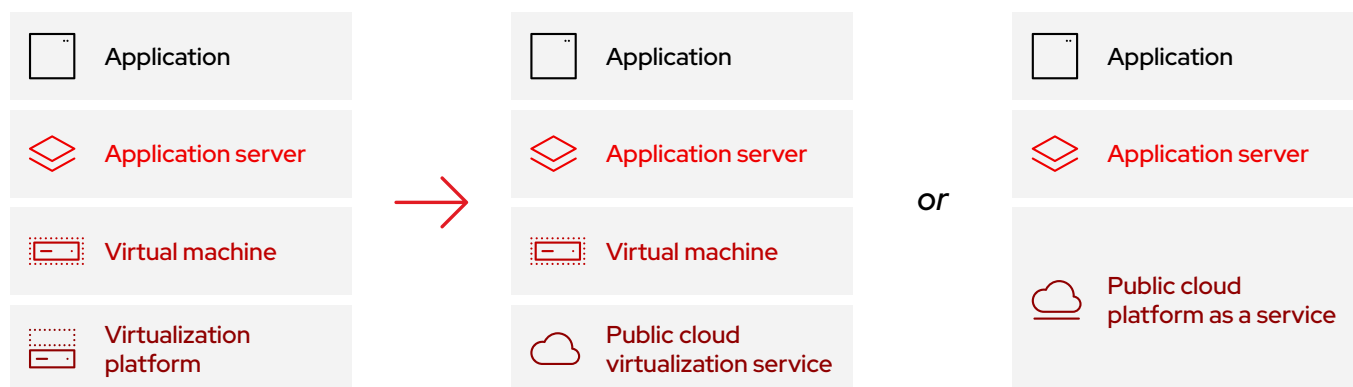 Application
Application server
Virtual machine
Virtualization
platform
Application
Application server
Virtual machine
Public cloud
virtualization service
or
Application
Application server
Public cloud
platform as a service